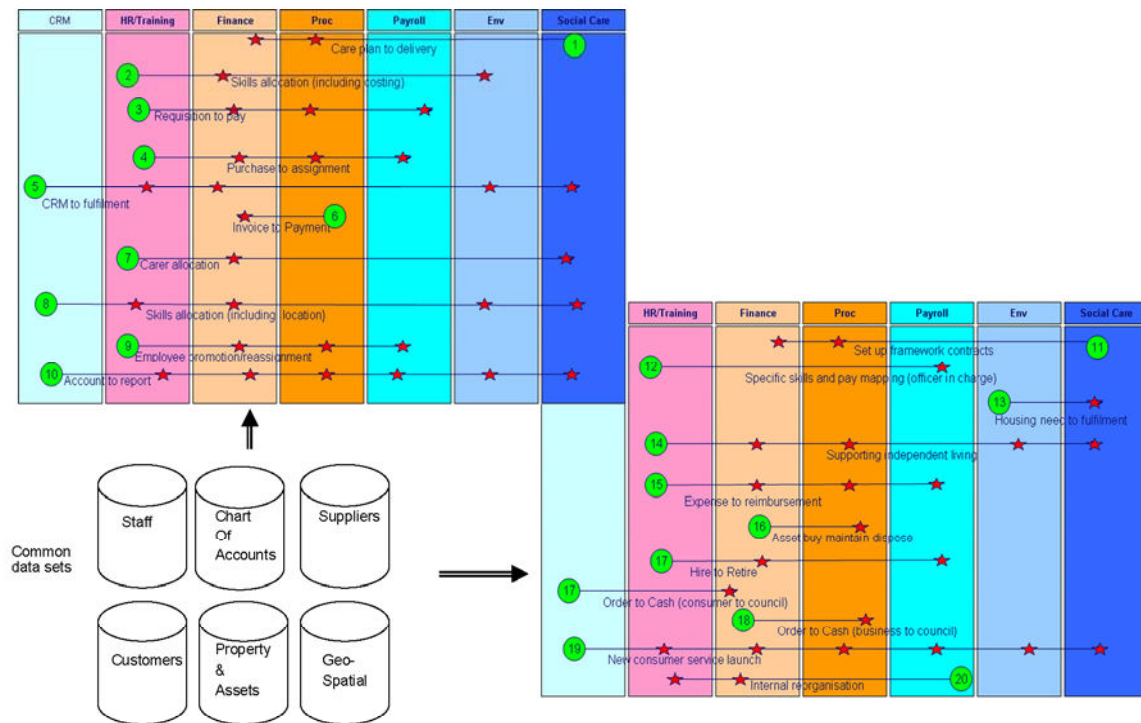 CRM HR/Training Finance Proc Payroll Env Social Care
1
Care plan to delivery
2
Skills allocation (including costing)
3
Requisition to pay
4
Purchase to assignment
5
CRM to fulfilment
6
Invoice to Payment
7
Carer allocation
8
Skills allocation (including location)
9
Employee promotion/reassignment
10
Account to report
HR/Training Finance Proc Payroll Env Social Care
11
Set up framework contracts
12
Specific skills and pay mapping (officer in charge)
13
Housing need to fulfilment
14
Supporting independent living
15
Expense to reimbursement
16
Asset buy maintain dispose
17
Hire to Retire
17
Order to Cash (consumer to council)
18
Order to Cash (business to council)
19
New consumer service launch
20
Internal reorganisation
Common
data sets
Staff
Chart
Of
Accounts
Suppliers
Customers
Property
&
Assets
Geo-
Spatial